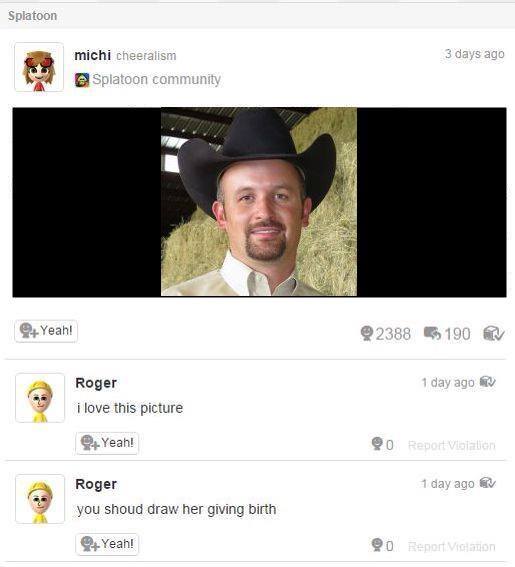 Splatoon
michi cheeralism
3 days ago
Splatoon community
Yeah!
2388 190
Roger
1 day ago
i love this picture
Yeah!
0 Report Violation
Roger
1 day ago
you shoud draw her giving birth
Yeah!
0 Report Violation